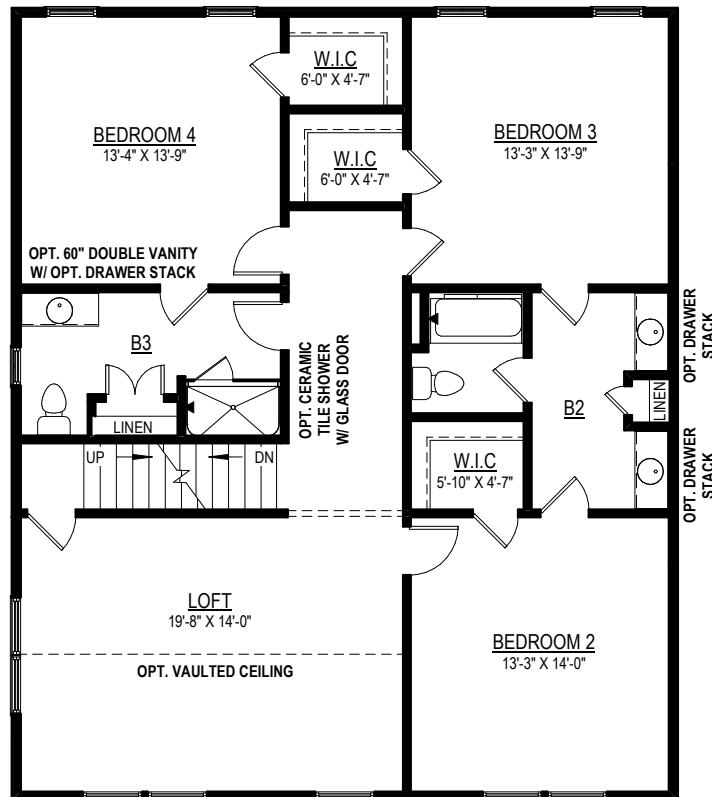 W.I.C
6'-0" X 4'-7"
BEDROOM 4
13'-4" X 13'-9"
BEDROOM 3
13'-3" X 13'-9"
W.I.C
6'-0" X 4'-7"
OPT. 60" DOUBLE VANITY
W/ OPT. DRAWER STACK
B3
LINEN
OPT. CERAMIC
TILE SHOWER
W/ GLASS DOOR
OPT. DRAWER
STACK
LINEN
B2
OPT. DRAWER
STACK
UP
DN
W.I.C
5'-10" X 4'-7"
LOFT
19'-8" X 14'-0"
OPT. VAULTED CEILING
BEDROOM 2
13'-3" X 14'-0"